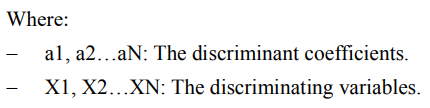 Where:
– a1, a2…aN: The discriminant coefficients.
– X1, X2…XN: The discriminating variables.